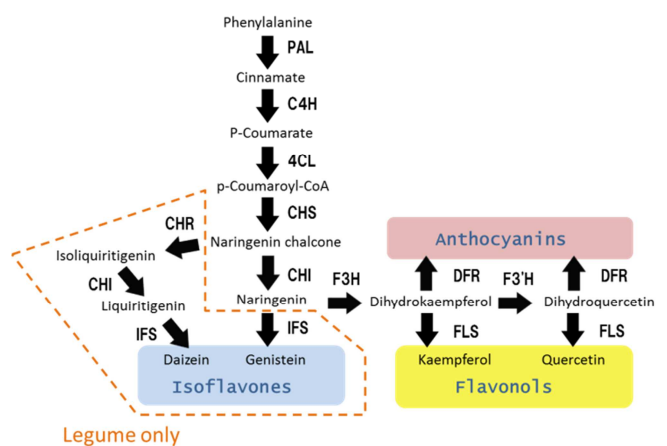 Phenylalanine
PAL
Cinnamate
C4H
P-Coumarate
4CL
p-Coumaroyl-CoA
CHS
CHR
Naringenin chalcone
Isoliquiritigenin
CHI
CHI
Liquiritigenin
Naringenin
F3H
IFS
IFS
Daizein
Genistein
Isoflavones
Legume only
Anthocyanins
DFR
F3'H
DFR
Dihydrokaempferol
Dihydroquercetin
FLS
FLS
Kaempferol
Quercetin
Flavonols